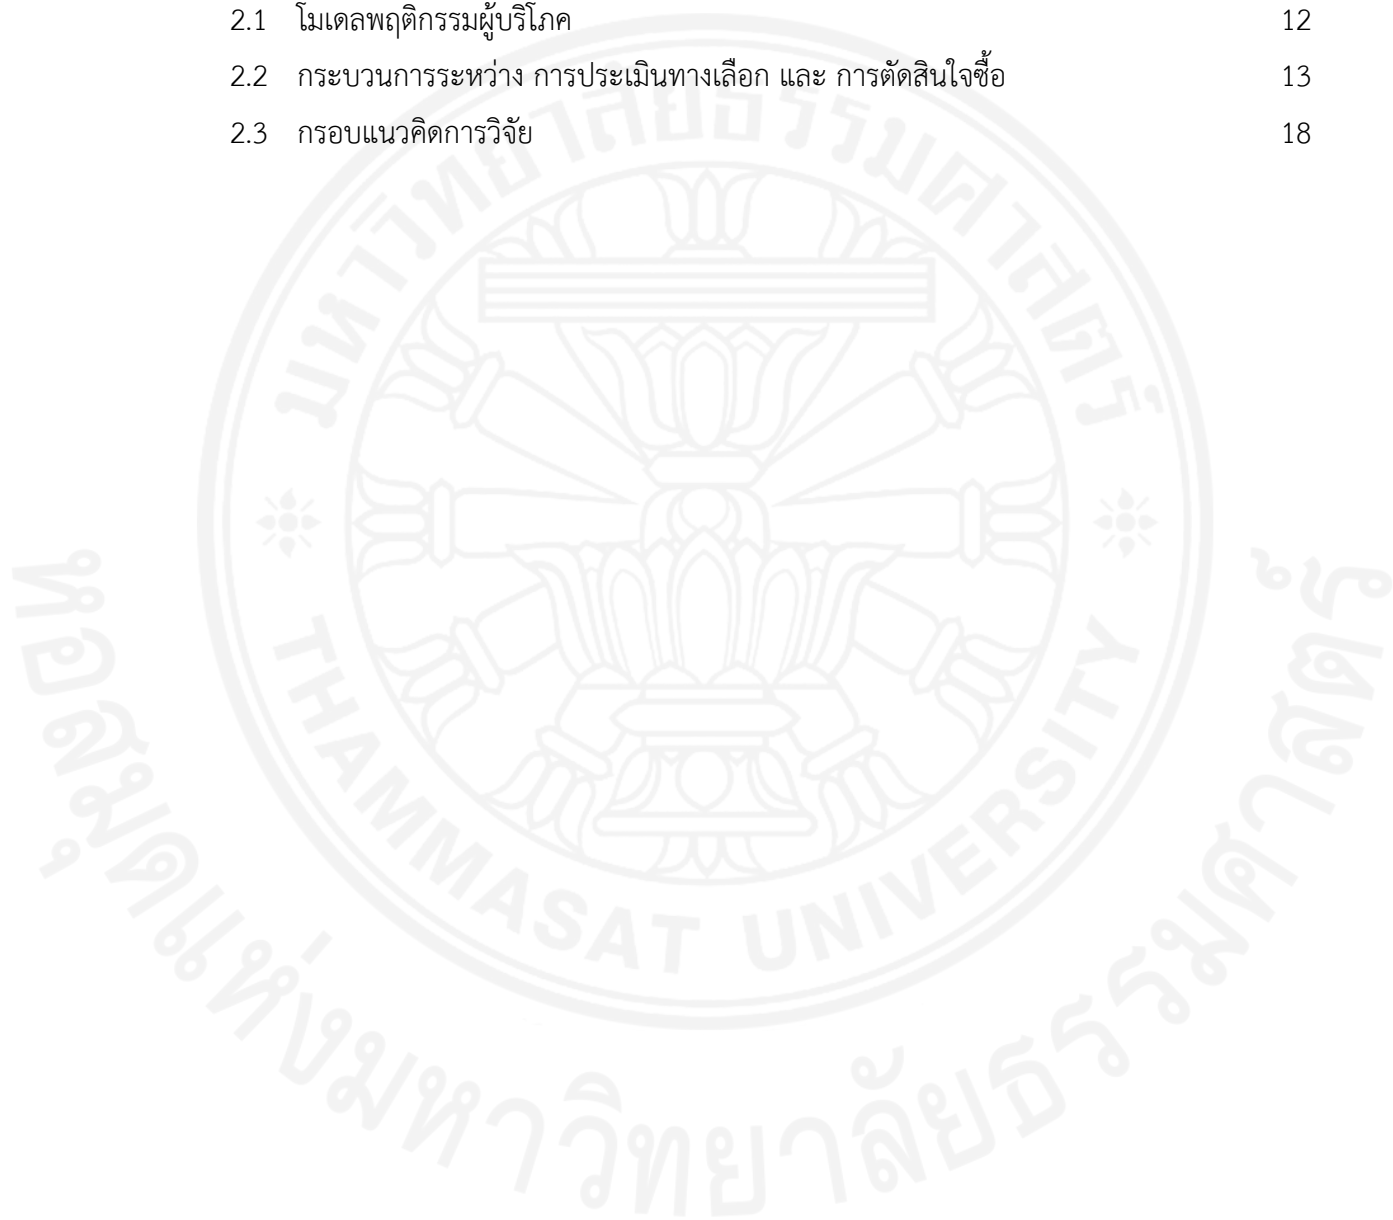 2.1 โมเดลพฤติกรรมผู้บริโภค 12
2.2 กระบวนการระหว่าง การประเมินทางเลือก และ การตัดสินใจซื้อ 13
2.3 กรอบแนวคิดการวิจัย 18
มหาวิทยาลัยธรรมศาสตร์
THAMMASAT UNIVERSITY
หอสมุดแห่งมหาวิทยาลัยธรรมศาสตร์